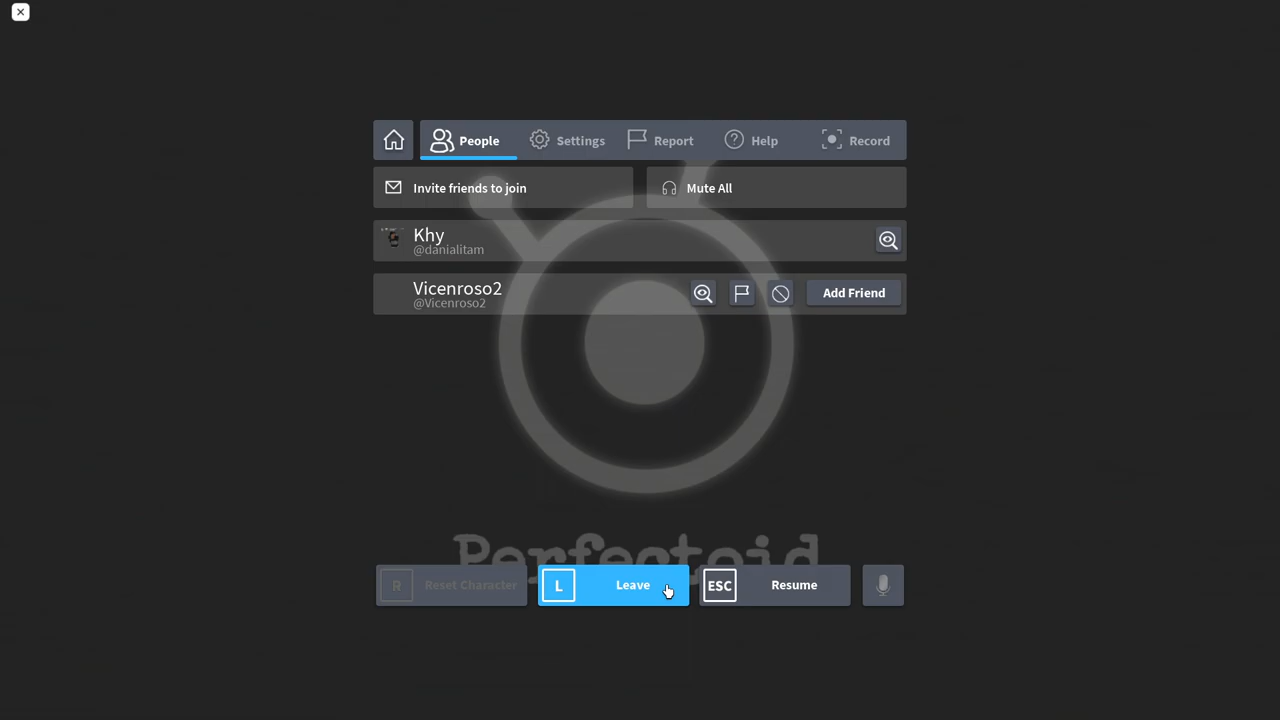 People
Settings
Report
Help
Record
Invite friends to join
Mute All
Khy
@danialitam
Vicenroso2
@Vicenroso2
Add Friend
Perfectoid
R Reset Character
L Leave
ESC Resume